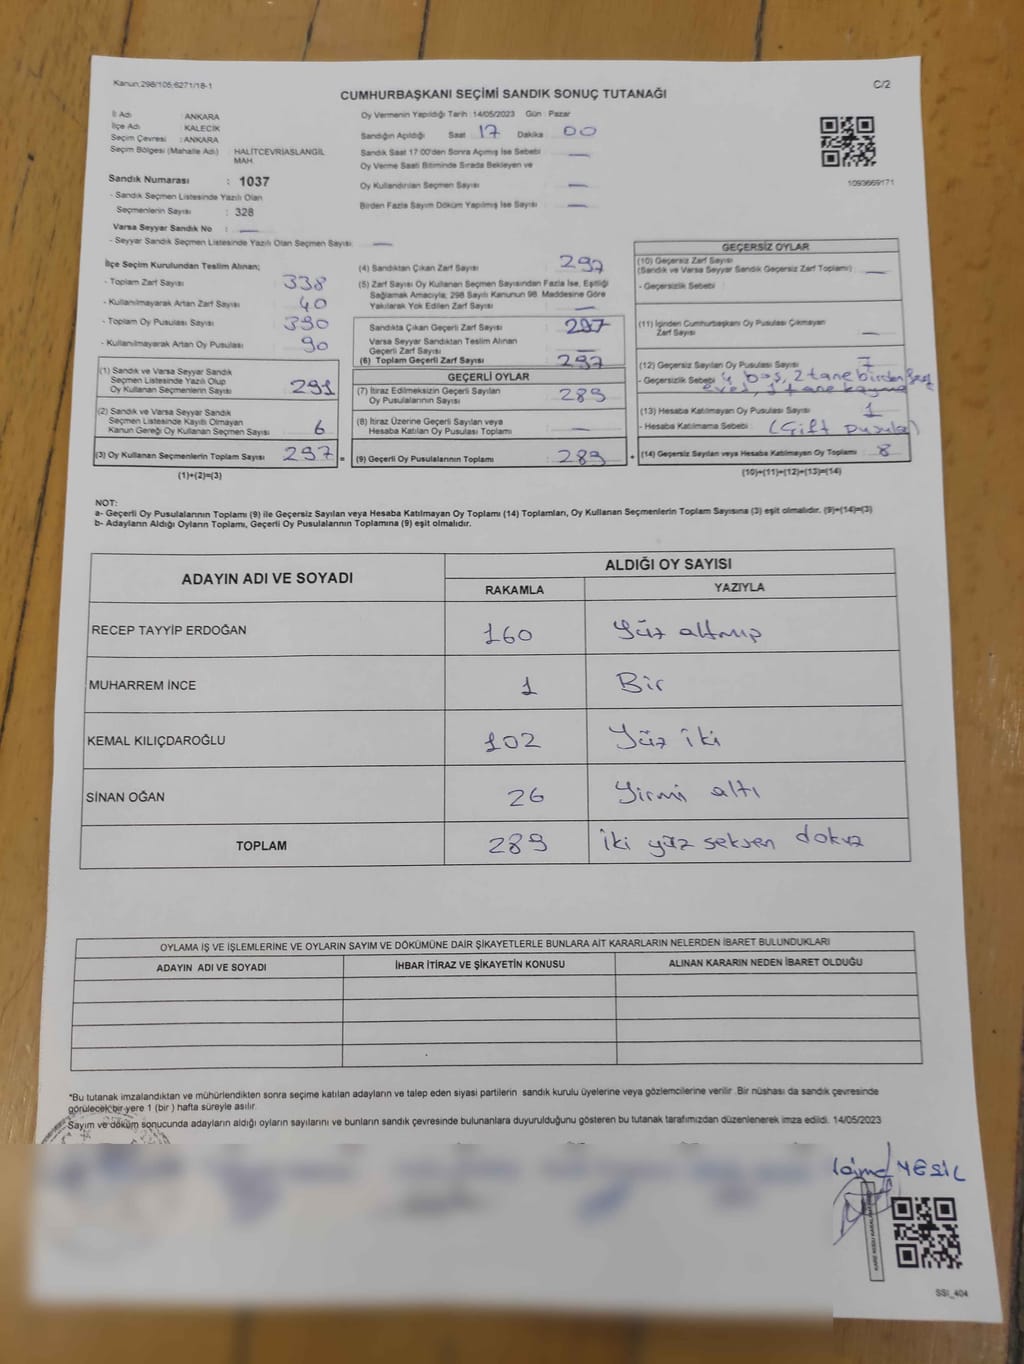 Kanun;298/105;6271/18-1
C/2
CUMHURBAŞKANI SEÇİMİ SANDIK SONUÇ TUTANAĞI
İl Adı : ANKARA
İlçe Adı : KALECİK
Seçim Çevresi : ANKARA
Seçim Bölgesi (Mahalle Adı) : HALİTCEVRİASLANGİL
MAH.
Sandık Numarası : 1037
- Sandık Seçmen Listesinde Yazılı Olan
Seçmenlerin Sayısı : 328
Varsa Seyyar Sandık No : —
- Seyyar Sandık Seçmen Listesinde Yazılı Olan Seçmen Sayısı: —
Oy Vermenin Yapıldığı Tarih :14/05/2023 Gün : Pazar
Sandığın Açıldığı Saat : 17 Dakika : 00
Sandık Saat 17:00'den Sonra Açımış İse Sebebi : —
Oy Verme Saati Bitiminde Sırada Bekleyen ve
Oy Kullandırılan Seçmen Sayısı : —
Birden Fazla Sayım Döküm Yapılmış İse Sayısı : —
1093669171
İlçe Seçim Kurulundan Teslim Alınan;
- Toplam Zarf Sayısı : 338
- Kullanılmayarak Artan Zarf Sayısı : 40
- Toplam Oy Pusulası Sayısı : 390
- Kullanılmayarak Artan Oy Pusulası : 90
(1) Sandık ve Varsa Seyyar Sandık
Seçmen Listesinde Yazılı Olup
Oy Kullanan Seçmenlerin Sayısı : 291
(2) Sandık ve Varsa Seyyar Sandık
Seçmen Listesinde Kayıtlı Olmayan
Kanun Gereği Oy Kullanan Seçmen Sayısı : 6
(3) Oy Kullanan Seçmenlerin Toplam Sayısı : 297 =
(1)+(2)=(3)
(4) Sandıktan Çıkan Zarf Sayısı : 297
(5) Zarf Sayısı Oy Kullanan Seçmen Sayısından Fazla İse, Eşitliği
Sağlamak Amacıyla; 298 Sayılı Kanunun 98. Maddesine Göre
Yakılarak Yok Edilen Zarf Sayısı : —
Sandıkta Çıkan Geçerli Zarf Sayısı : 297
Varsa Seyyar Sandıktan Teslim Alınan
Geçerli Zarf Sayısı : —
(6) Toplam Geçerli Zarf Sayısı : 297
GEÇERLİ OYLAR
(7) İtiraz Edilmeksizin Geçerli Sayılan
Oy Pusulalarının Sayısı : 289
(8) İtiraz Üzerine Geçerli Sayılan veya
Hesaba Katılan Oy Pusulası Toplamı : —
(9) Geçerli Oy Pusulalarının Toplamı : 289 +
GEÇERSİZ OYLAR
(10) Geçersiz Zarf Sayısı
(Sandık ve Varsa Seyyar Sandık Geçersiz Zarf Toplamı) : —
- Geçersizlik Sebebi :
(11) İçinden Cumhurbaşkanı Oy Pusulası Çıkmayan
Zarf Sayısı : —
(12) Geçersiz Sayılan Oy Pusulası Sayısı : 7
- Geçersizlik Sebebi : 4 boş, 2 tane birden
evet, 1 tane
(13) Hesaba Katılmayan Oy Pusulası Sayısı : 1
- Hesaba Katılmama Sebebi : (Çift pusula)
(14) Geçersiz Sayılan veya Hesaba Katılmayan Oy Toplamı : 8
(10)+(11)+(12)+(13)=(14)
NOT:
a- Geçerli Oy Pusulalarının Toplamı (9) ile Geçersiz Sayılan veya Hesaba Katılmayan Oy Toplamı (14) Toplamları, Oy Kullanan Seçmenlerin Toplam Sayısına (3) eşit olmalıdır. (9)+(14)=(3)
b- Adayların Aldığı Oyların Toplamı, Geçerli Oy Pusulalarının Toplamına (9) eşit olmalıdır.
ADAYIN ADI VE SOYADI ALDIĞI OY SAYISI
RAKAMLA YAZIYLA
RECEP TAYYİP ERDOĞAN 160 Yüz altmış
MUHARREM İNCE 1 Bir
KEMAL KILIÇDAROĞLU 102 Yüz iki
SİNAN OĞAN 26 Yirmi altı
TOPLAM 289 iki yüz seksen dokuz
OYLAMA İŞ VE İŞLEMLERİNE VE OYLARIN SAYIM VE DÖKÜMÜNE DAİR ŞİKAYETLERLE BUNLARA AİT KARARLARIN NELERDEN İBARET BULUNDUKLARI
ADAYIN ADI VE SOYADI İHBAR İTİRAZ VE ŞİKAYETİN KONUSU ALINAN KARARIN NEDEN İBARET OLDUĞU
*Bu tutanak imzalandıktan ve mühürlendikten sonra seçime katılan adayların ve talep eden siyasi partilerin sandık kurulu üyelerine veya gözlemcilerine verilir. Bir nüshası da sandık çevresinde
görülecek bir yere 1 (bir ) hafta süreyle asılır.
Sayım ve döküm sonucunda adayların aldığı oyların sayılarını ve bunların sandık çevresinde bulunanlara duyurulduğunu gösteren bu tutanak tarafımızdan düzenlenerek imza edildi. 14/05/2023
YEŞİL
SSI_404